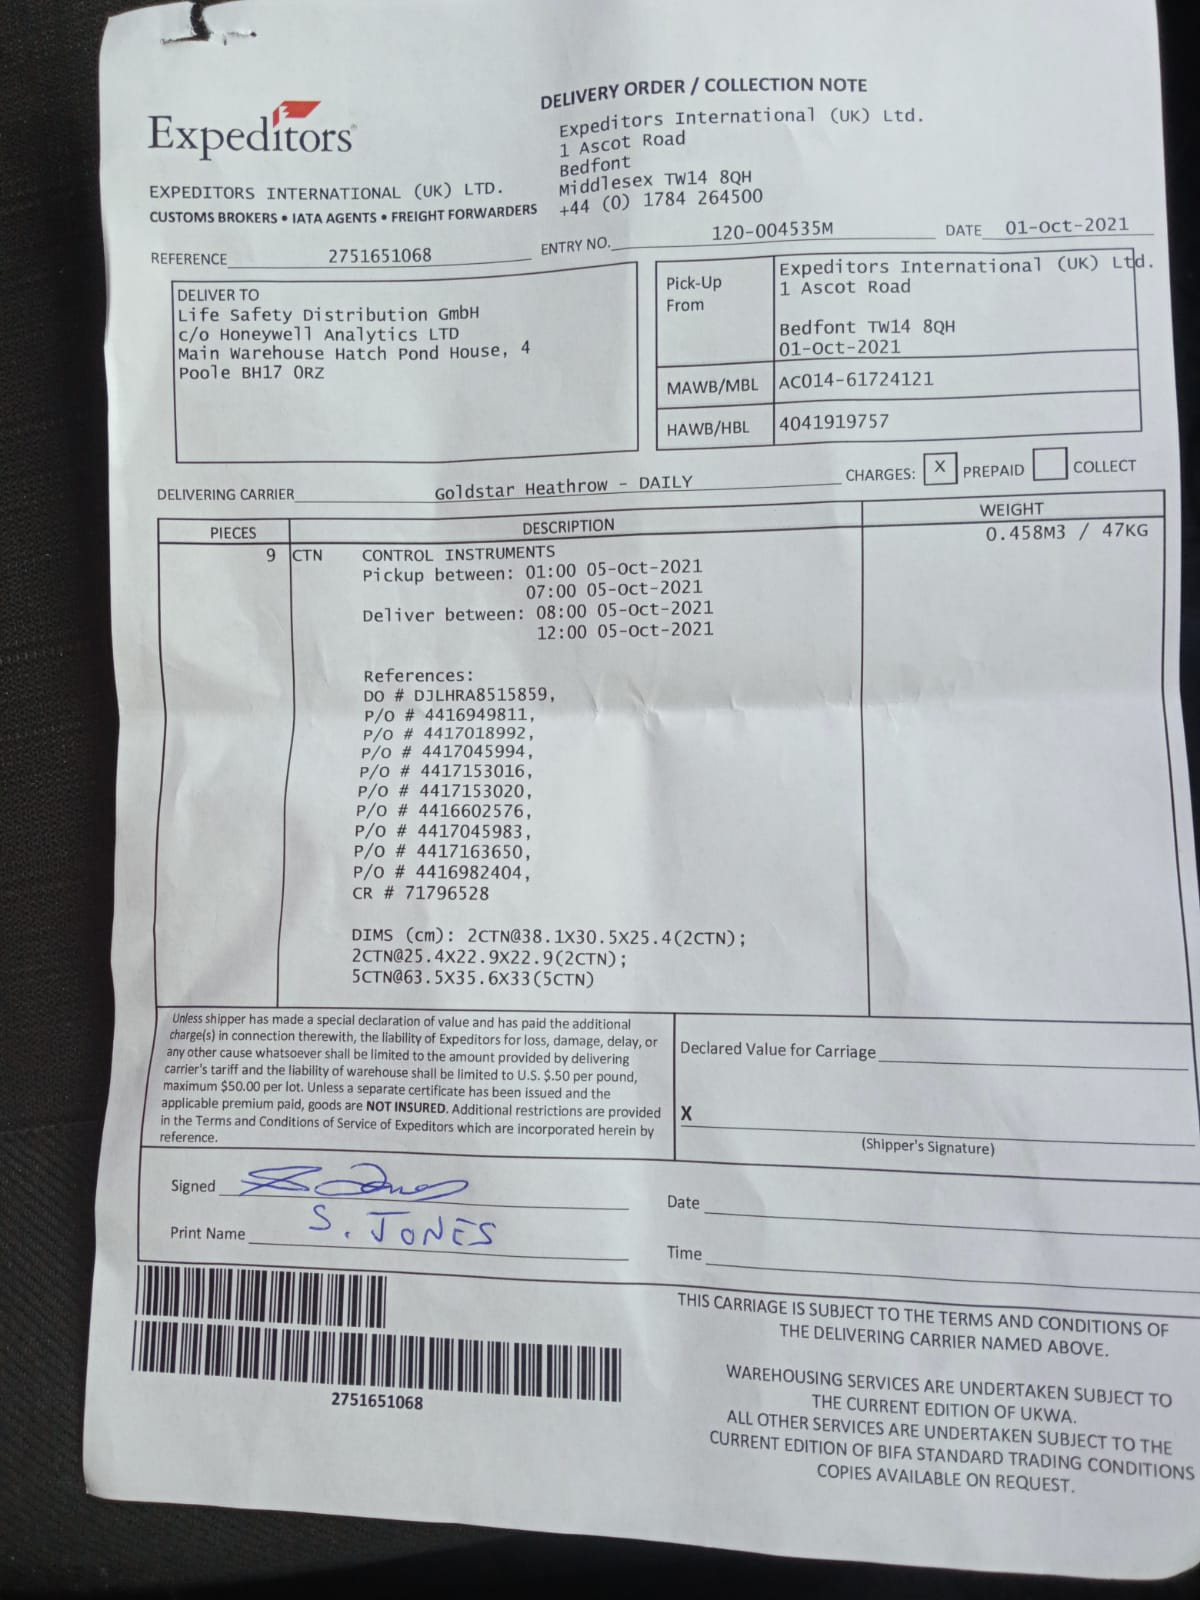 Expeditors
EXPEDITORS INTERNATIONAL (UK) LTD.
CUSTOMS BROKERS • IATA AGENTS • FREIGHT FORWARDERS
DELIVERY ORDER / COLLECTION NOTE
Expeditors International (UK) Ltd.
1 Ascot Road
Bedfont
Middlesex TW14 8QH
+44 (0) 1784 264500
REFERENCE 2751651068 ENTRY NO. 120-004535M DATE 01-Oct-2021
DELIVER TO
Life Safety Distribution GmbH
c/o Honeywell Analytics LTD
Main Warehouse Hatch Pond House, 4
Poole BH17 0RZ
Pick-Up From
Expeditors International (UK) Ltd.
1 Ascot Road
Bedfont TW14 8QH
01-Oct-2021
MAWB/MBL AC014-61724121
HAWB/HBL 4041919757
DELIVERING CARRIER Goldstar Heathrow - DAILY CHARGES: X PREPAID COLLECT
PIECES DESCRIPTION WEIGHT
9 CTN CONTROL INSTRUMENTS 0.458M3 / 47KG
Pickup between: 01:00 05-Oct-2021
07:00 05-Oct-2021
Deliver between: 08:00 05-Oct-2021
12:00 05-Oct-2021
References:
DO # DJLHRA8515859,
P/O # 4416949811,
P/O # 4417018992,
P/O # 4417045994,
P/O # 4417153016,
P/O # 4417153020,
P/O # 4416602576,
P/O # 4417045983,
P/O # 4417163650,
P/O # 4416982404,
CR # 71796528
DIMS (cm): 2CTN@38.1X30.5X25.4(2CTN);
2CTN@25.4X22.9X22.9(2CTN);
5CTN@63.5X35.6X33(5CTN)
Unless shipper has made a special declaration of value and has paid the additional
charge(s) in connection therewith, the liability of Expeditors for loss, damage, delay, or
any other cause whatsoever shall be limited to the amount provided by delivering
carrier's tariff and the liability of warehouse shall be limited to U.S. $.50 per pound,
maximum $50.00 per lot. Unless a separate certificate has been issued and the
applicable premium paid, goods are NOT INSURED. Additional restrictions are provided
in the Terms and Conditions of Service of Expeditors which are incorporated herein by
reference.
Declared Value for Carriage
X
(Shipper's Signature)
Signed S Jones
Print Name S. JONES
Date
Time
2751651068
THIS CARRIAGE IS SUBJECT TO THE TERMS AND CONDITIONS OF
THE DELIVERING CARRIER NAMED ABOVE.
WAREHOUSING SERVICES ARE UNDERTAKEN SUBJECT TO
THE CURRENT EDITION OF UKWA.
ALL OTHER SERVICES ARE UNDERTAKEN SUBJECT TO THE
CURRENT EDITION OF BIFA STANDARD TRADING CONDITIONS
COPIES AVAILABLE ON REQUEST.